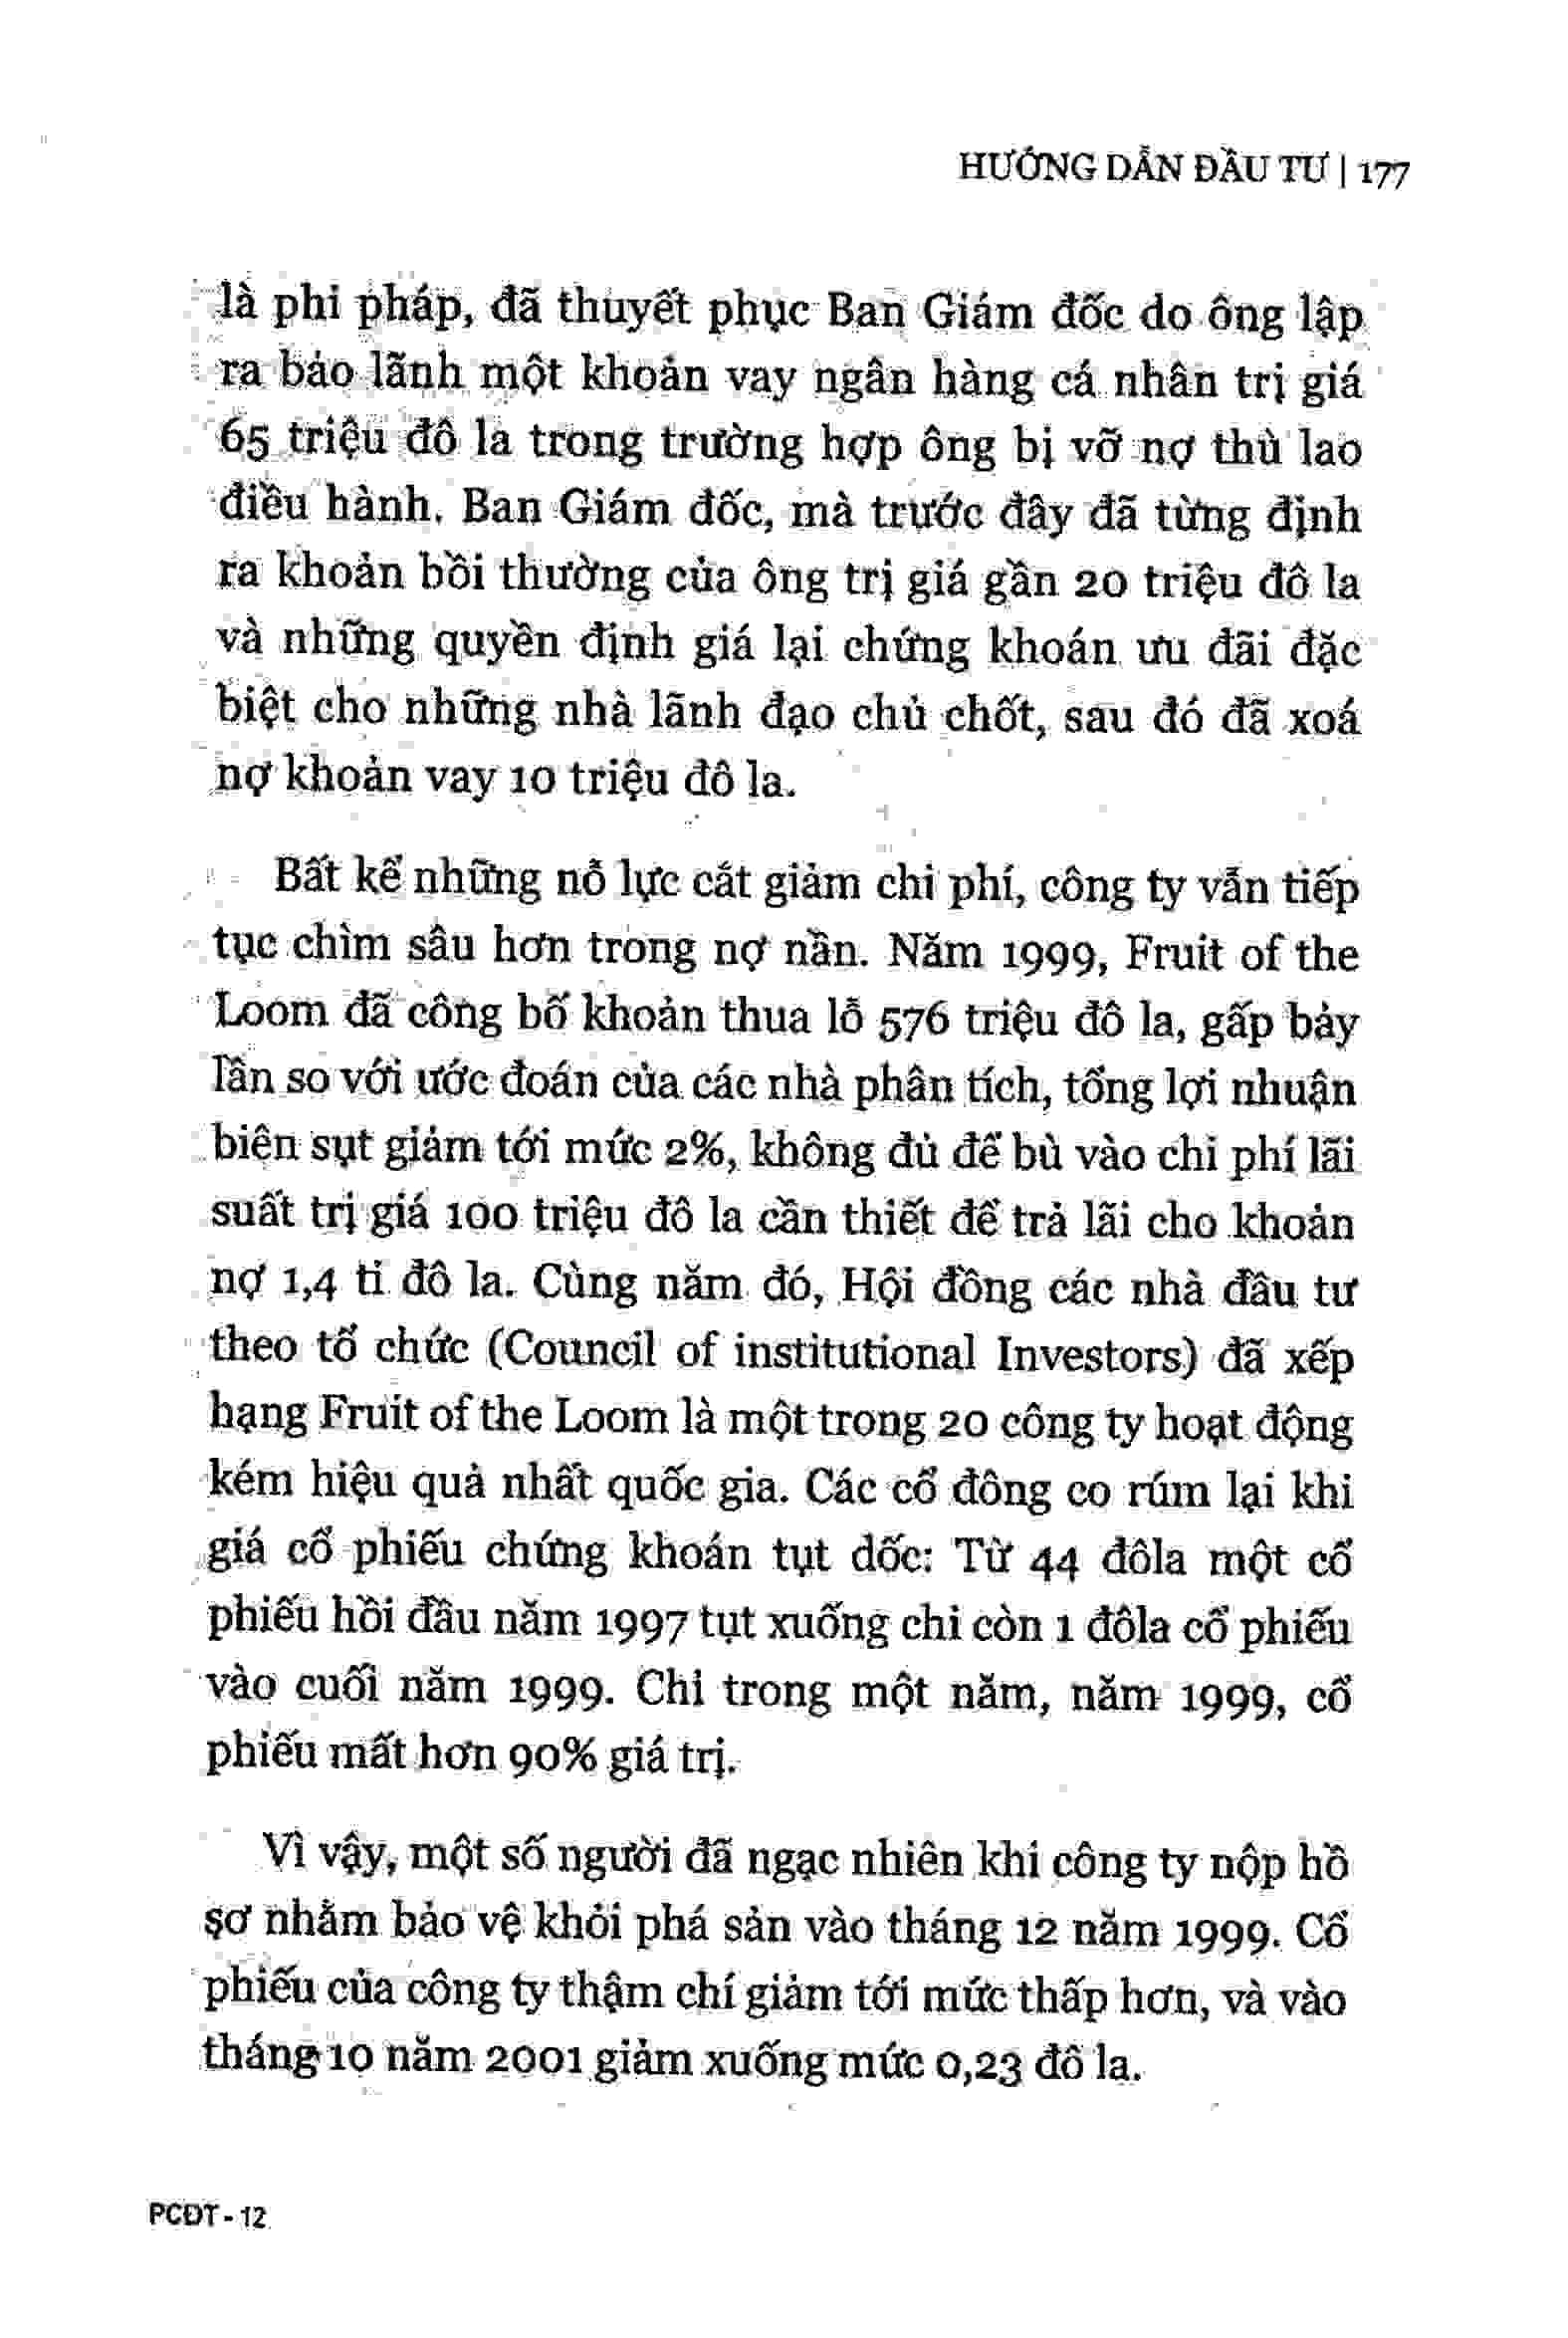 HƯỚNG DẪN ĐẦU TƯ | 177
là phi pháp, đã thuyết phục Ban Giám đốc do ông lập
ra bảo lãnh một khoản vay ngân hàng cá nhân trị giá
65 triệu đô la trong trường hợp ông bị vỡ nợ thù lao
điều hành. Ban Giám đốc, mà trước đây đã từng định
ra khoản bồi thường của ông trị giá gần 20 triệu đô la
và những quyền định giá lại chứng khoán ưu đãi đặc
biệt cho những nhà lãnh đạo chủ chốt, sau đó đã xoá
nợ khoản vay 10 triệu đô la.
Bất kể những nỗ lực cắt giảm chi phí, công ty vẫn tiếp
tục chìm sâu hơn trong nợ nần. Năm 1999, Fruit of the
Loom đã công bố khoản thua lỗ 576 triệu đô la, gấp bảy
lần so với ước đoán của các nhà phân tích, tổng lợi nhuận
biên sụt giảm tới mức 2%, không đủ để bù vào chi phí lãi
suất trị giá 100 triệu đô la cần thiết để trả lãi cho khoản
nợ 1,4 tỉ đô la. Cùng năm đó, Hội đồng các nhà đầu tư
theo tổ chức (Council of institutional Investors) đã xếp
hạng Fruit of the Loom là một trong 20 công ty hoạt động
kém hiệu quả nhất quốc gia. Các cổ đông co rúm lại khi
giá cổ phiếu chứng khoán tụt dốc: Từ 44 đôla một cổ
phiếu hồi đầu năm 1997 tụt xuống chỉ còn 1 đôla cổ phiếu
vào cuối năm 1999. Chỉ trong một năm, năm 1999, cổ
phiếu mất hơn 90% giá trị.
Vì vậy, một số người đã ngạc nhiên khi công ty nộp hồ
sơ nhằm bảo vệ khỏi phá sản vào tháng 12 năm 1999. Cổ
phiếu của công ty thậm chí giảm tới mức thấp hơn, và vào
tháng 10 năm 2001 giảm xuống mức 0,23 đô la.
PCĐT - 12